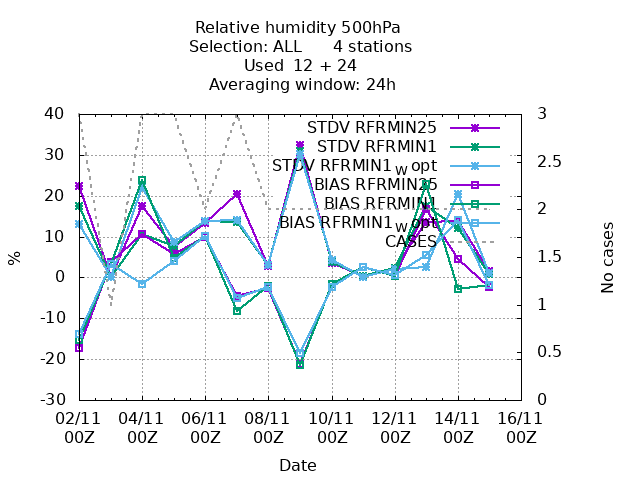 Relative humidity 500hPa
Selection: ALL 4 stations
Used 12 + 24
Averaging window: 24h
40 3
STDV RFRMIN25
30 2.5
STDV RFRMIN1
STDV RFRMIN1w opt
20 2
BIAS RFRMIN25
BIAS RFRMIN1
BIAS RFRMIN1w opt
10 1.5
CASES
0 1
-10
-20 0.5
-30 0
%
No cases
02/11 04/11 06/11 08/11 10/11 12/11 14/11 16/11
00Z 00Z 00Z 00Z 00Z 00Z 00Z 00Z
Date